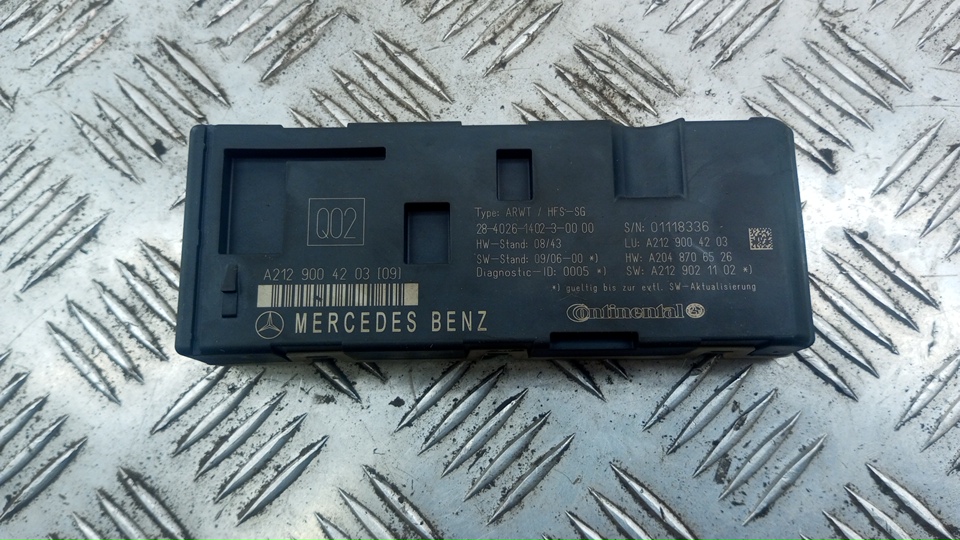 Q02
A212 900 42 03 (09)
MERCEDES BENZ
Type: ARWT / HFS-SG
28-4026-1402-3-00 00
HW-Stand: 08/43
SW-Stand: 09/06-00 *)
Diagnostic-ID: 0005 *)
S/N: 01118336
LU: A212 900 42 03
HW: A204 870 65 26
SW: A212 902 11 02 *)
*) gueltig bis zur extl. SW-Aktualisierung
Continental